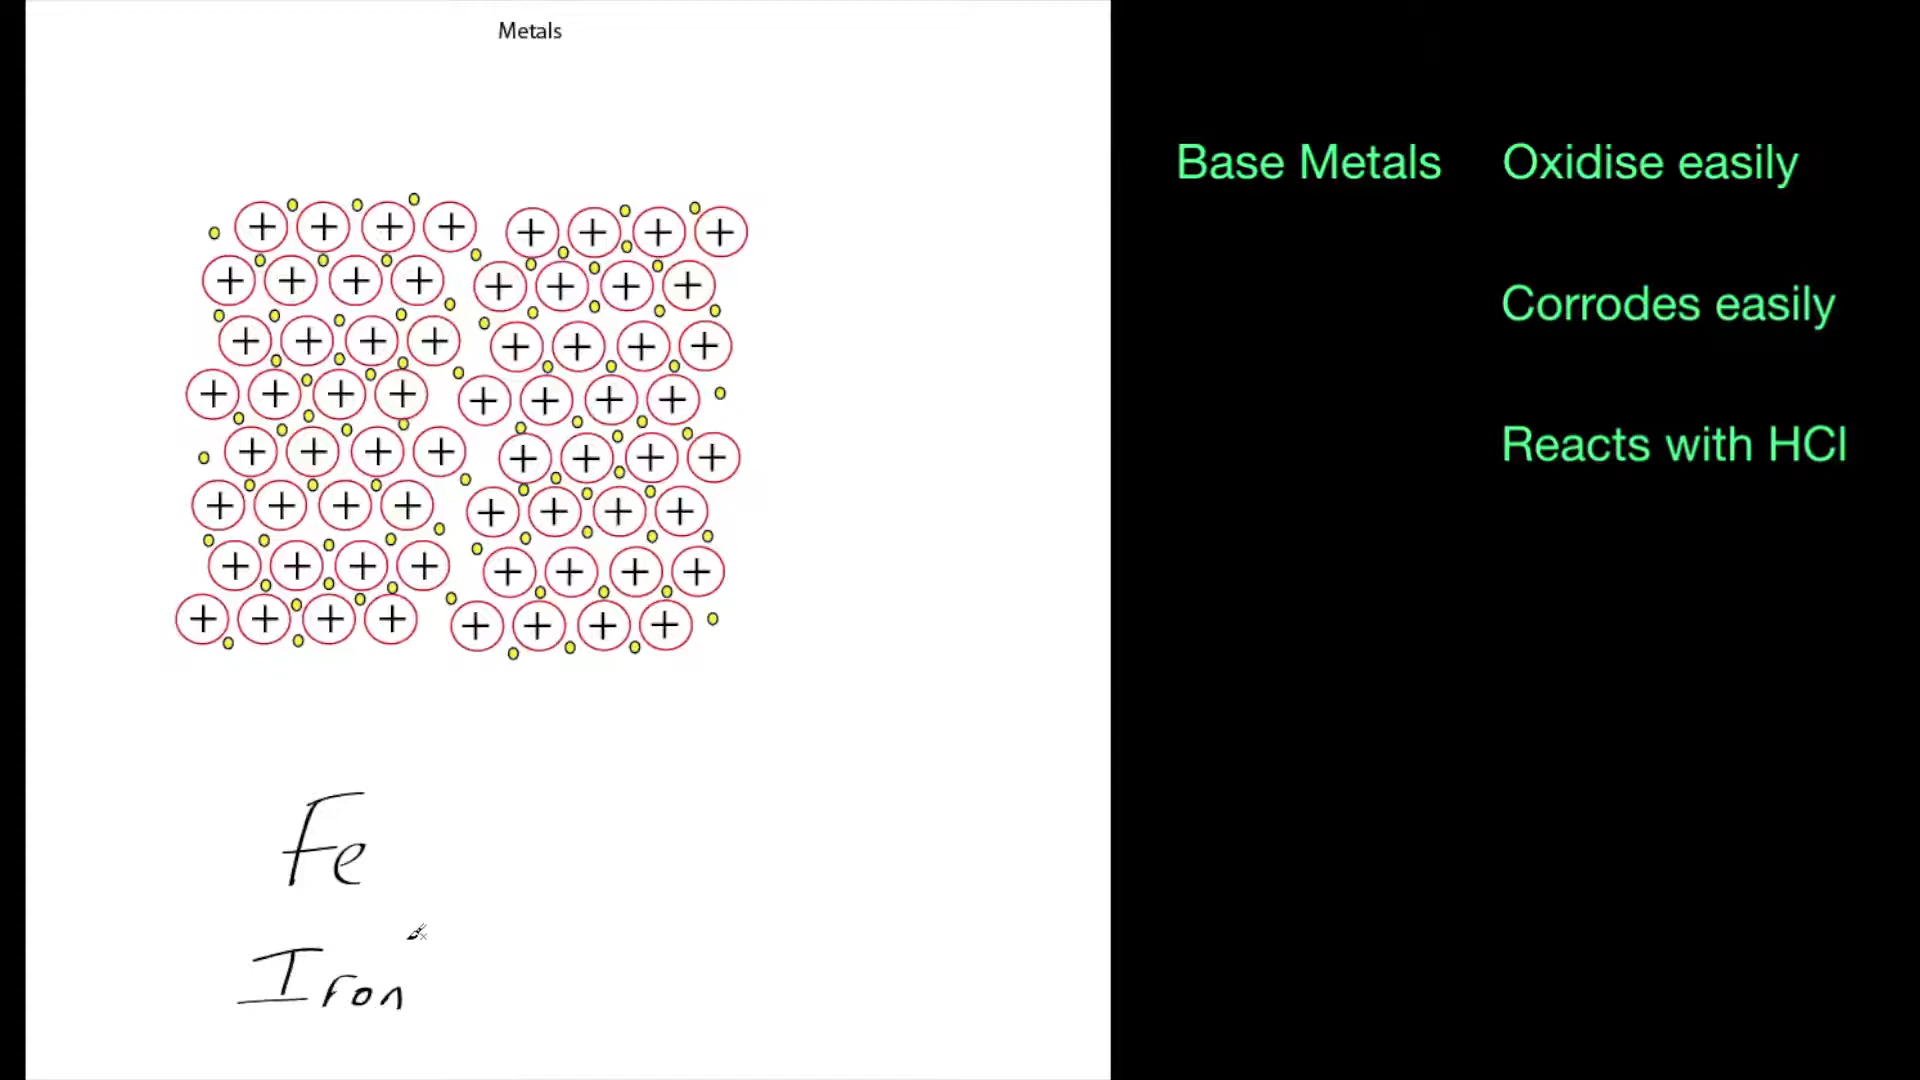 Metals
+ + + + + + + +
+ + + + + + + +
+ + + + + + + +
+ + + + + + + +
+ + + + + + + +
+ + + + + + + +
+ + + + + + + +
+ + + + + + + +
Fe
Iron
Base Metals Oxidise easily
Corrodes easily
Reacts with HCl